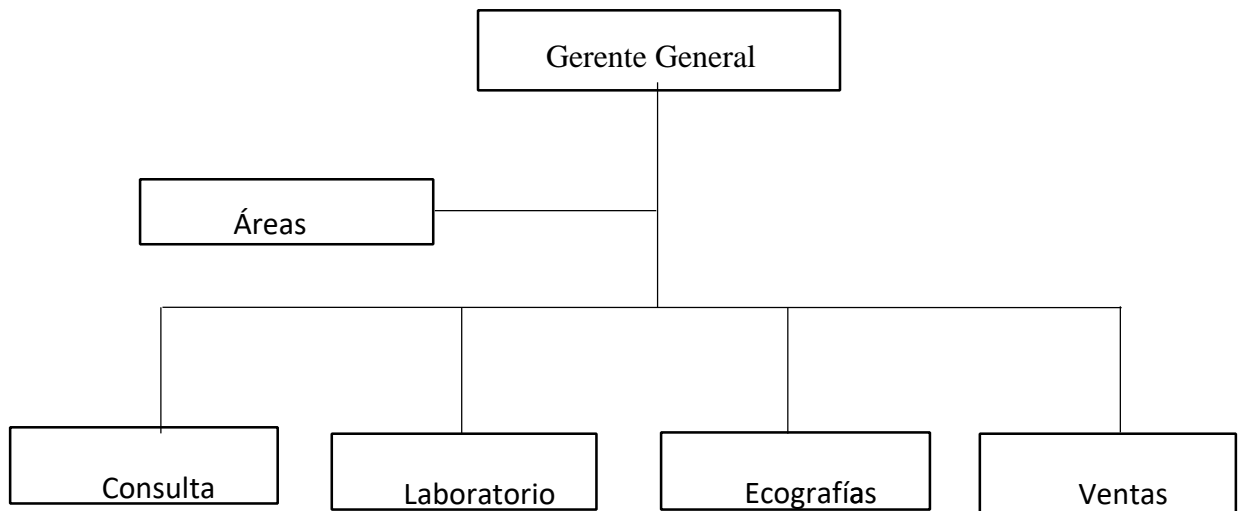 Gerente General
Áreas
Consulta
Laboratorio
Ecografías
Ventas